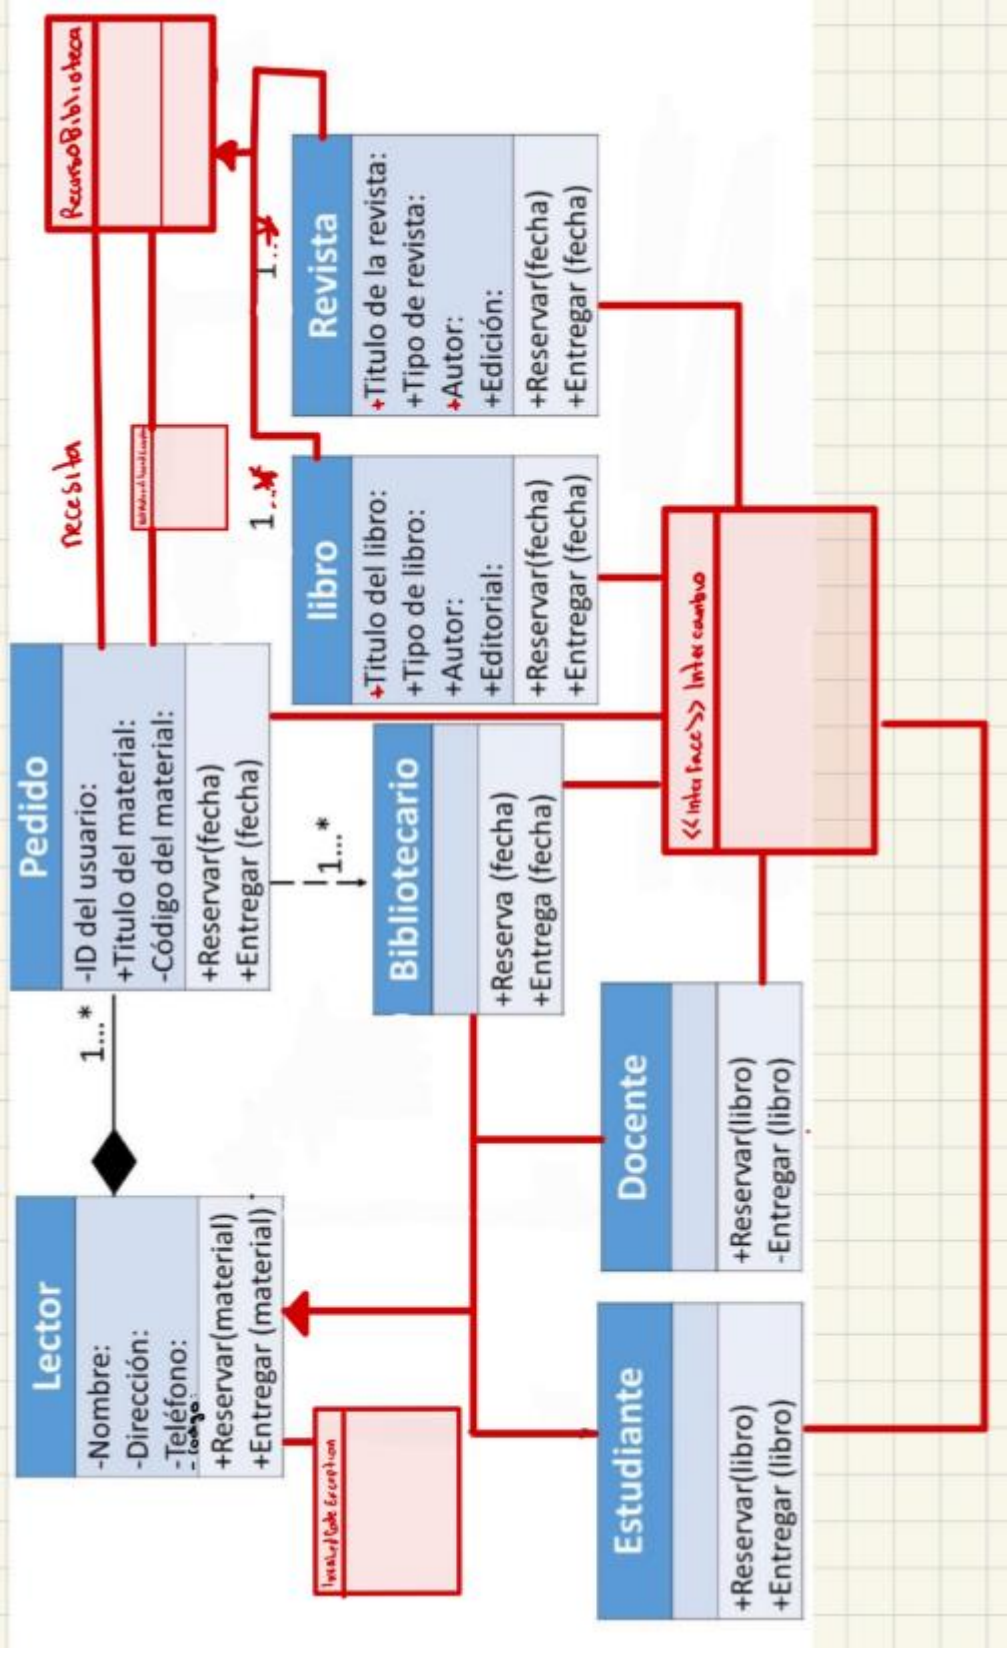 Lector
-Nombre:
-Dirección:
-Teléfono:
-Codigo:
+Reservar(material)
+Entregar (material)
1...*
Pedido
-ID del usuario:
+Titulo del material:
-Código del material:
+Reservar(fecha)
+Entregar (fecha)
necesita
RecursoBiblioteca
InvalidCodeException
1...*
1..*
1..*
Bibliotecario
+Reserva (fecha)
+Entrega (fecha)
libro
+Titulo del libro:
+Tipo de libro:
+Autor:
+Editorial:
+Reservar(fecha)
+Entregar (fecha)
Revista
+Titulo de la revista:
+Tipo de revista:
+Autor:
+Edición:
+Reservar(fecha)
+Entregar (fecha)
Estudiante
+Reservar(libro)
+Entregar (libro)
Docente
+Reservar(libro)
-Entregar (libro)
<<Interface>> Intercambio